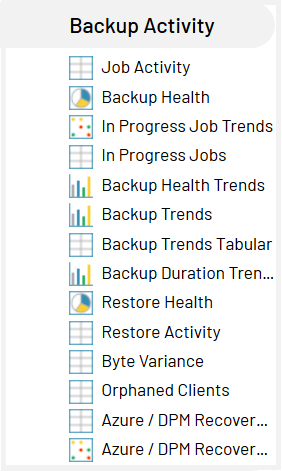 Backup Activity
Job Activity
Backup Health
In Progress Job Trends
In Progress Jobs
Backup Health Trends
Backup Trends
Backup Trends Tabular
Backup Duration Tren...
Restore Health
Restore Activity
Byte Variance
Orphaned Clients
Azure / DPM Recover...
Azure / DPM Recover...